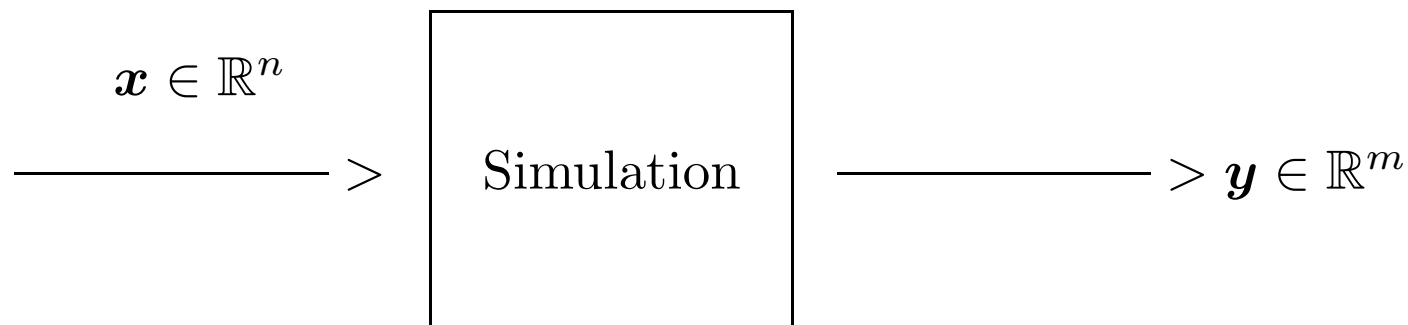 𝒙 ∈ ℝⁿ
> Simulation > 𝒚 ∈ ℝᵐ